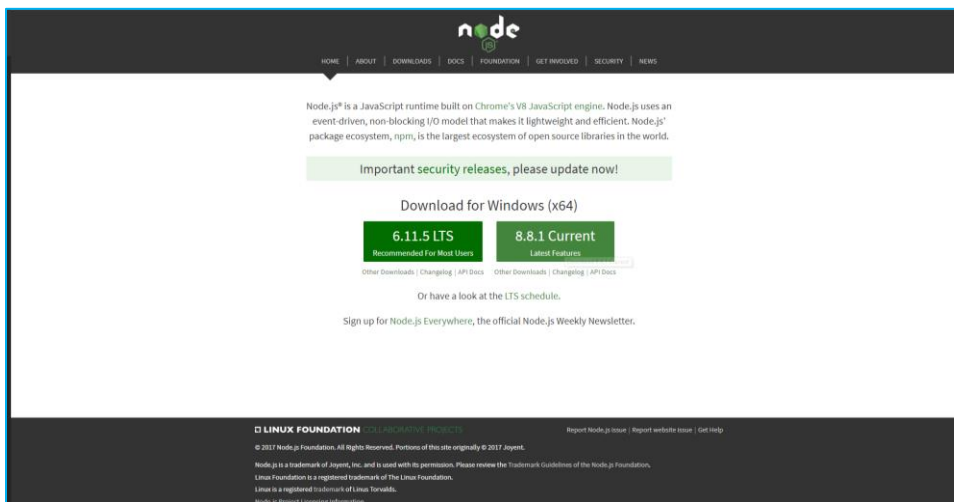 node
JS
HOME | ABOUT | DOWNLOADS | DOCS | FOUNDATION | GET INVOLVED | SECURITY | NEWS
Node.js® is a JavaScript runtime built on Chrome's V8 JavaScript engine. Node.js uses an
event-driven, non-blocking I/O model that makes it lightweight and efficient. Node.js'
package ecosystem, npm, is the largest ecosystem of open source libraries in the world.
Important security releases, please update now!
Download for Windows (x64)
6.11.5 LTS
Recommended For Most Users
8.8.1 Current
Latest Features
Other Downloads | Changelog | API Docs
Other Downloads | Changelog | API Docs
Or have a look at the LTS schedule.
Sign up for Node.js Everywhere, the official Node.js Weekly Newsletter.
LINUX FOUNDATION COLLABORATIVE PROJECTS
Report Node.js issue | Report website issue | Get Help
© 2017 Node.js Foundation. All Rights Reserved. Portions of this site originally © 2017 Joyent.
Node.js is a trademark of Joyent, Inc. and is used with its permission. Please review the Trademark Guidelines of the Node.js Foundation.
Linux Foundation is a registered trademark of The Linux Foundation.
Linux is a registered trademark of Linus Torvalds.
Node.js Project Licensing Information.